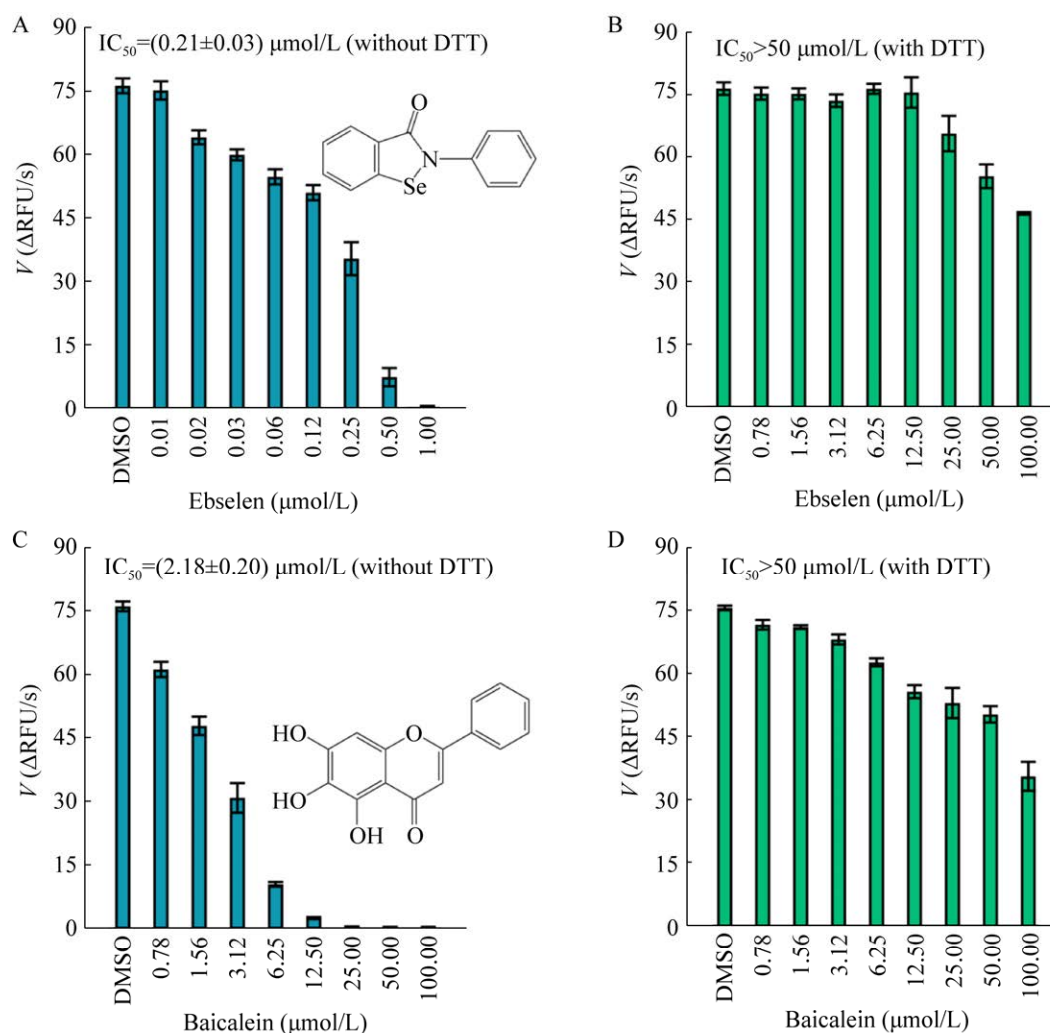 A
IC₅₀=(0.21±0.03) μmol/L (without DTT)
V (ΔRFU/s)
90
75
60
45
30
15
0
O
N
Se
DMSO
0.01
0.02
0.03
0.06
0.12
0.25
0.50
1.00
Ebselen (μmol/L)
B
IC₅₀>50 μmol/L (with DTT)
V (ΔRFU/s)
90
75
60
45
30
15
0
DMSO
0.78
1.56
3.12
6.25
12.50
25.00
50.00
100.00
Ebselen (μmol/L)
C
IC₅₀=(2.18±0.20) μmol/L (without DTT)
V (ΔRFU/s)
90
75
60
45
30
15
0
HO
O
HO
OH
O
DMSO
0.78
1.56
3.12
6.25
12.50
25.00
50.00
100.00
Baicalein (μmol/L)
D
IC₅₀>50 μmol/L (with DTT)
V (ΔRFU/s)
90
75
60
45
30
15
0
DMSO
0.78
1.56
3.12
6.25
12.50
25.00
50.00
100.00
Baicalein (μmol/L)